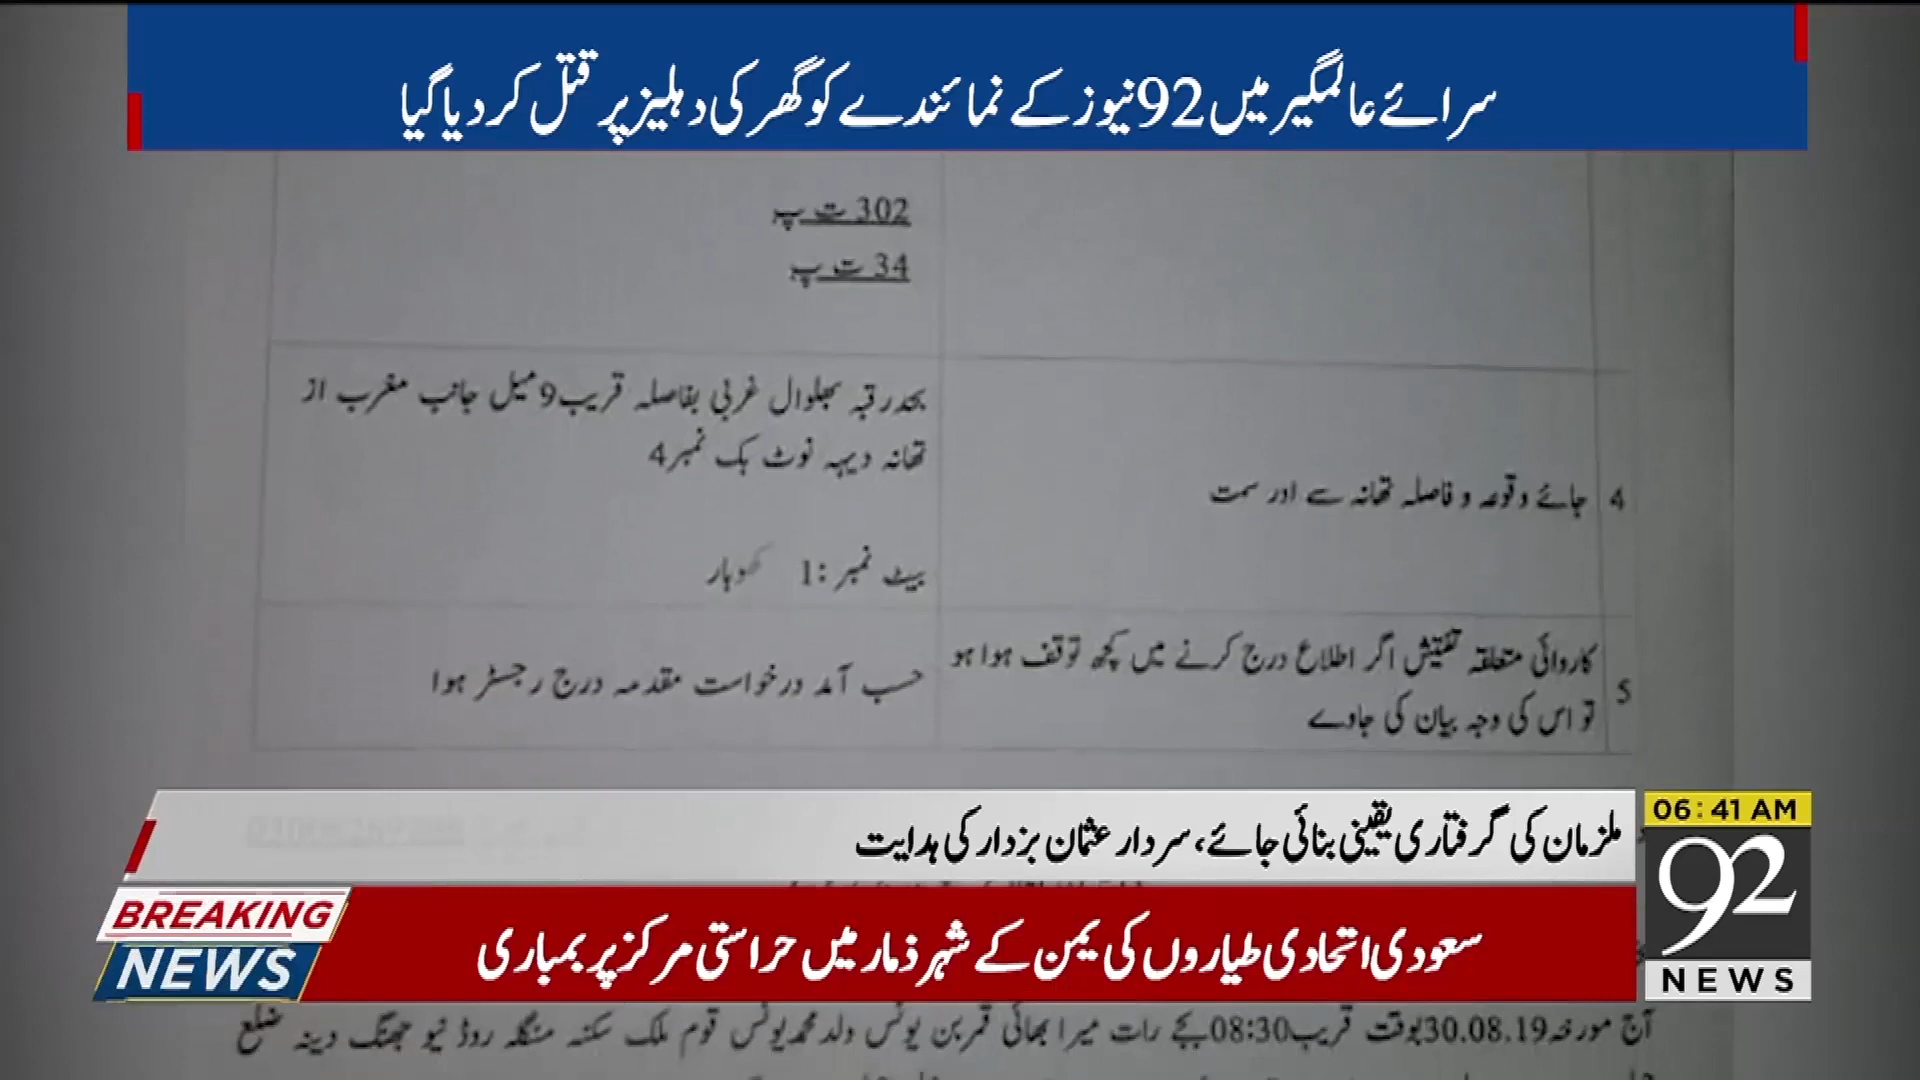 سرائے عالمگیر میں 92 نیوز کے نمائندے کو گھر کی دہلیز پر قتل کر دیا گیا
302 ت پ
34 ت پ
4 جائے وقوعہ و فاصلہ تھانہ سے اور سمت
بحد رقبہ بھلوال غربی بفاصلہ قریب 9 میل جانب مغرب از
تھانہ دیہہ نوٹ بک نمبر 4
بیٹ نمبر :1 کھوہار
5 کاروائی متعلقہ تفتیش اگر اطلاع درج کرنے میں کچھ توقف ہوا ہو
تو اس کی وجہ بیان کی جاوے
حسب آمد درخواست مقدمہ درج رجسٹر ہوا
ملزمان کی گرفتاری یقینی بنائی جائے، سردار عثمان بزدار کی ہدایت
06:41 AM
92
NEWS
BREAKING
NEWS
سعودی اتحادی طیاروں کی یمن کے شہر ذمار میں حراستی مرکز پر بمباری
آج مورخہ 30.08.19 بوقت قریب 08:30 بجے رات میرا بھائی قمر بن یونس ولد محمد یونس قوم ملک سکنہ منگلہ روڈ نیو جھنگ دینہ ضلع